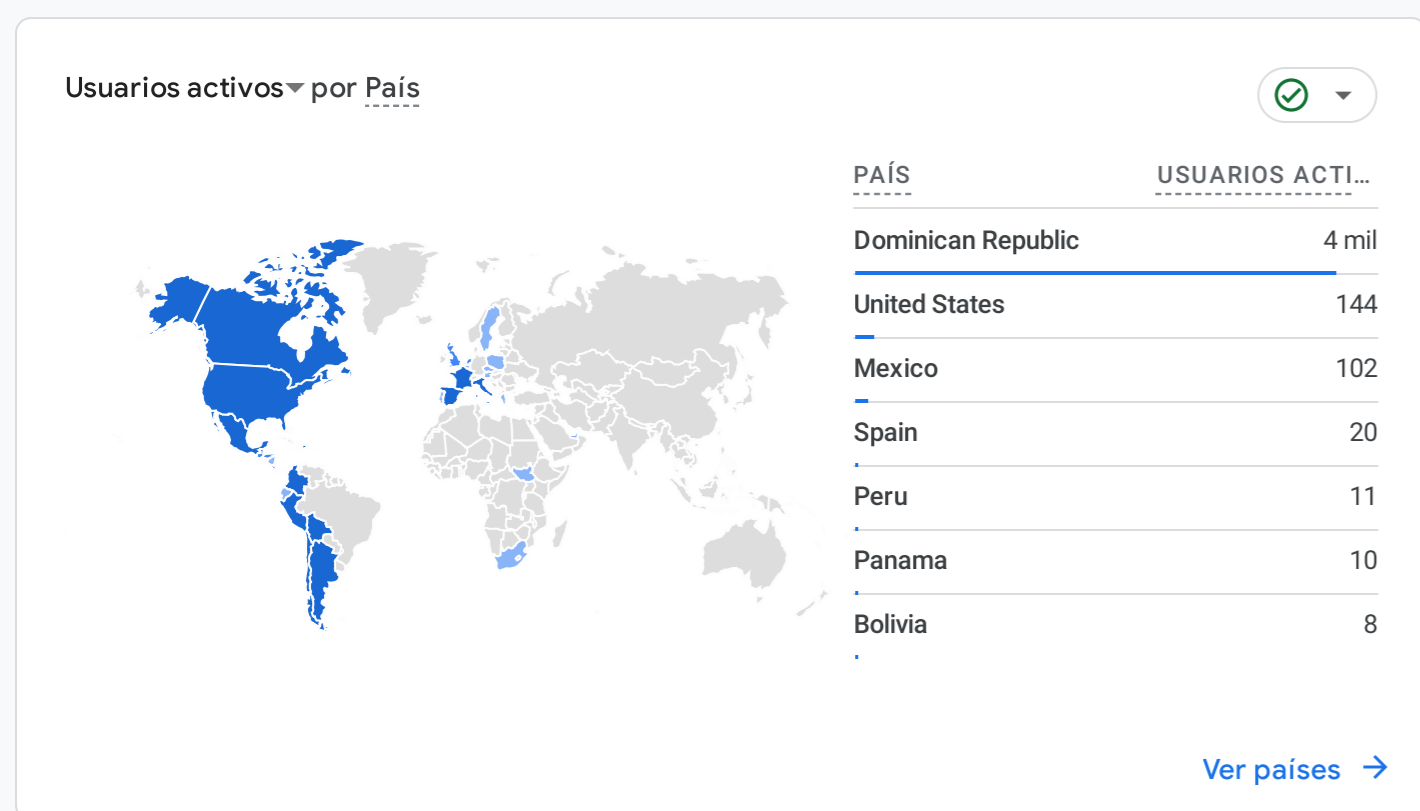 Usuarios activos por País
PAÍS USUARIOS ACTI...
Dominican Republic 4 mil
United States 144
Mexico 102
Spain 20
Peru 11
Panama 10
Bolivia 8
Ver países